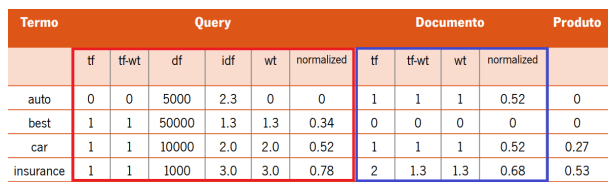 Termo Query Documento Produto
tf tf-wt df idf wt normalized tf tf-wt wt normalized
auto 0 0 5000 2.3 0 0 1 1 1 0.52 0
best 1 1 50000 1.3 1.3 0.34 0 0 0 0 0
car 1 1 10000 2.0 2.0 0.52 1 1 1 0.52 0.27
insurance 1 1 1000 3.0 3.0 0.78 2 1.3 1.3 0.68 0.53